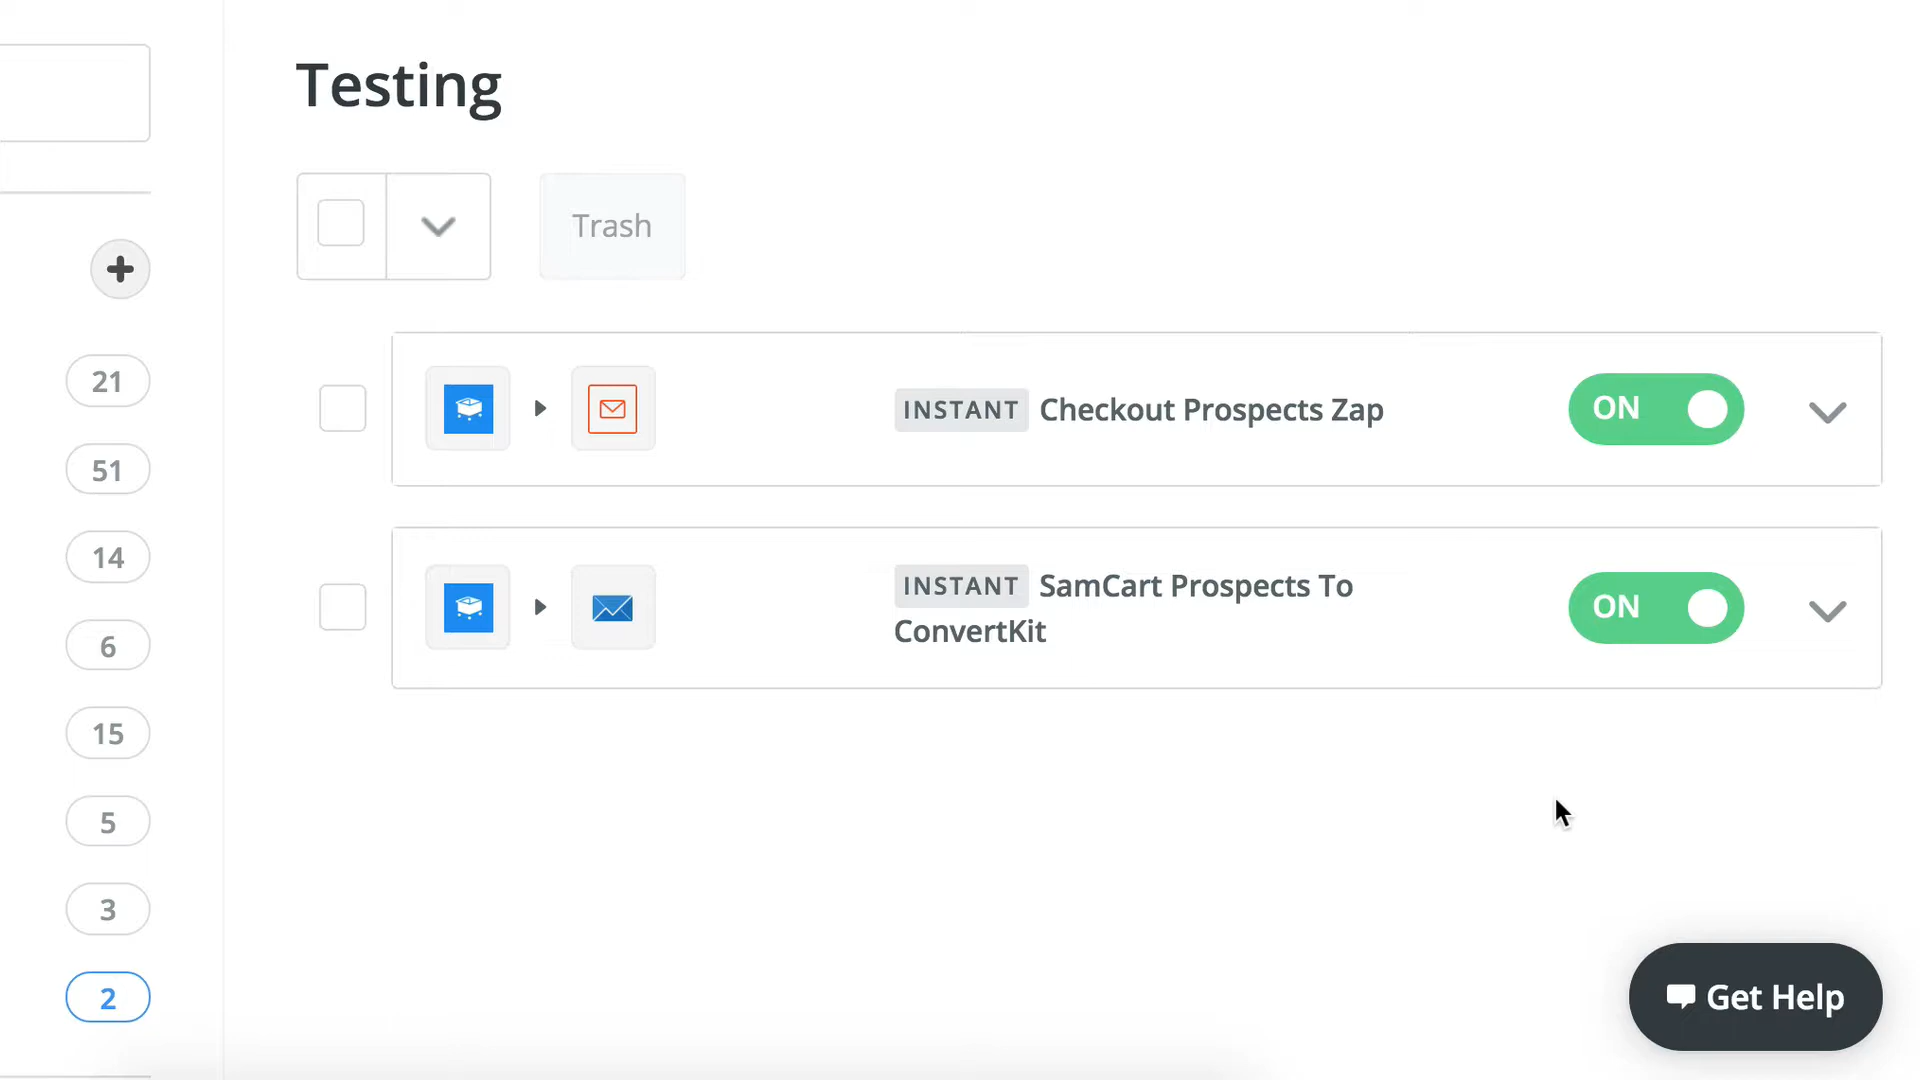 Testing
Trash
21
51
14
6
15
5
3
2
INSTANT Checkout Prospects Zap
ON
INSTANT SamCart Prospects To
ConvertKit
ON
Get Help